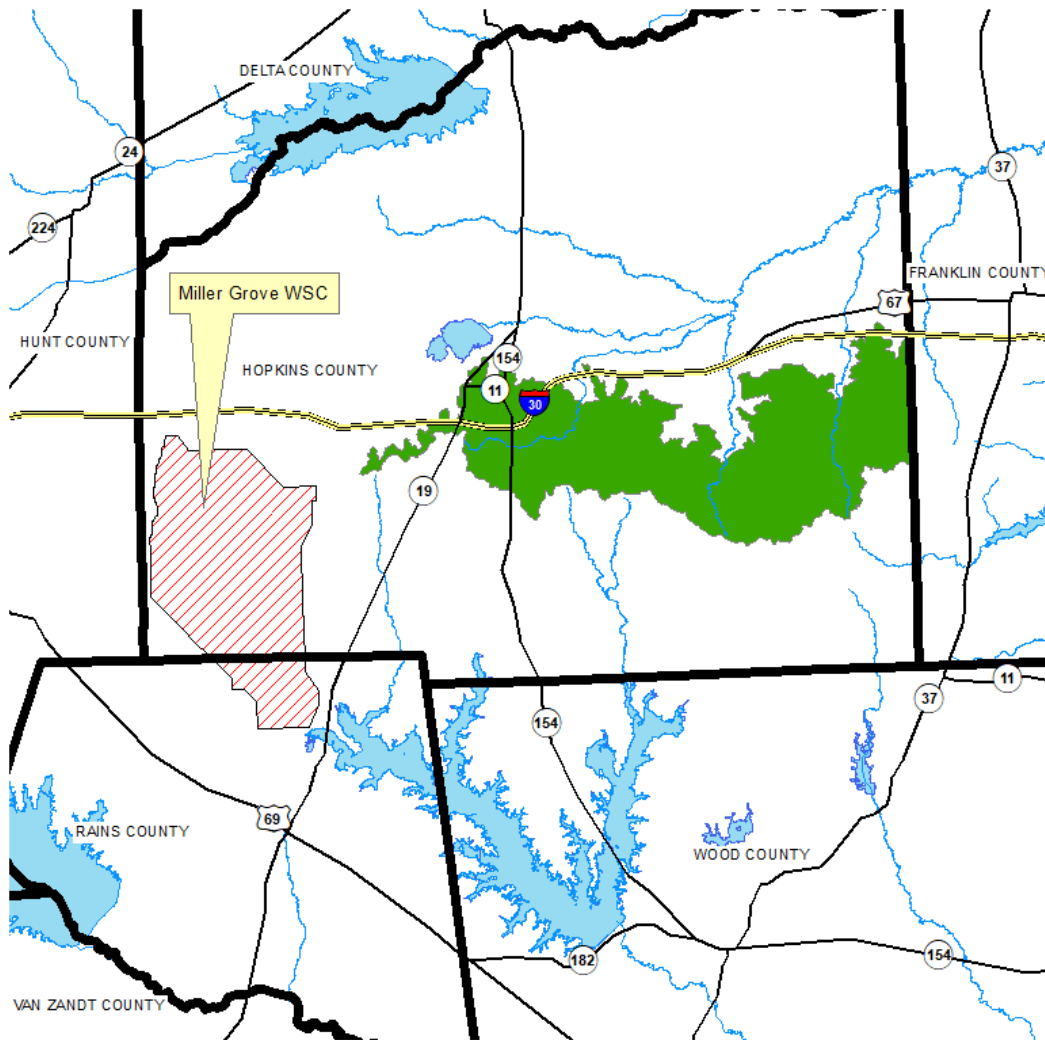 DELTA COUNTY
24
37
224
Miller Grove WSC
FRANKLIN COUNTY
67
HUNT COUNTY
HOPKINS COUNTY
154
11
30
19
11
37
154
69
RAINS COUNTY
WOOD COUNTY
182
154
VAN ZANDT COUNTY